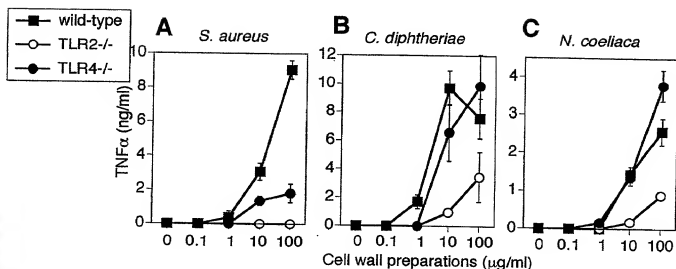 wild-type
TLR2-/-
TLR4-/-
A
S. aureus
B
C. diphtheriae
C
N. coeliaca
TNFα (ng/ml)
10
8
6
4
2
0
0 0.1 1 10 100
12
10
8
6
4
2
0
0 0.1 1 10 100
4
3
2
1
0
0 0.1 1 10 100
Cell wall preparations (μg/ml)